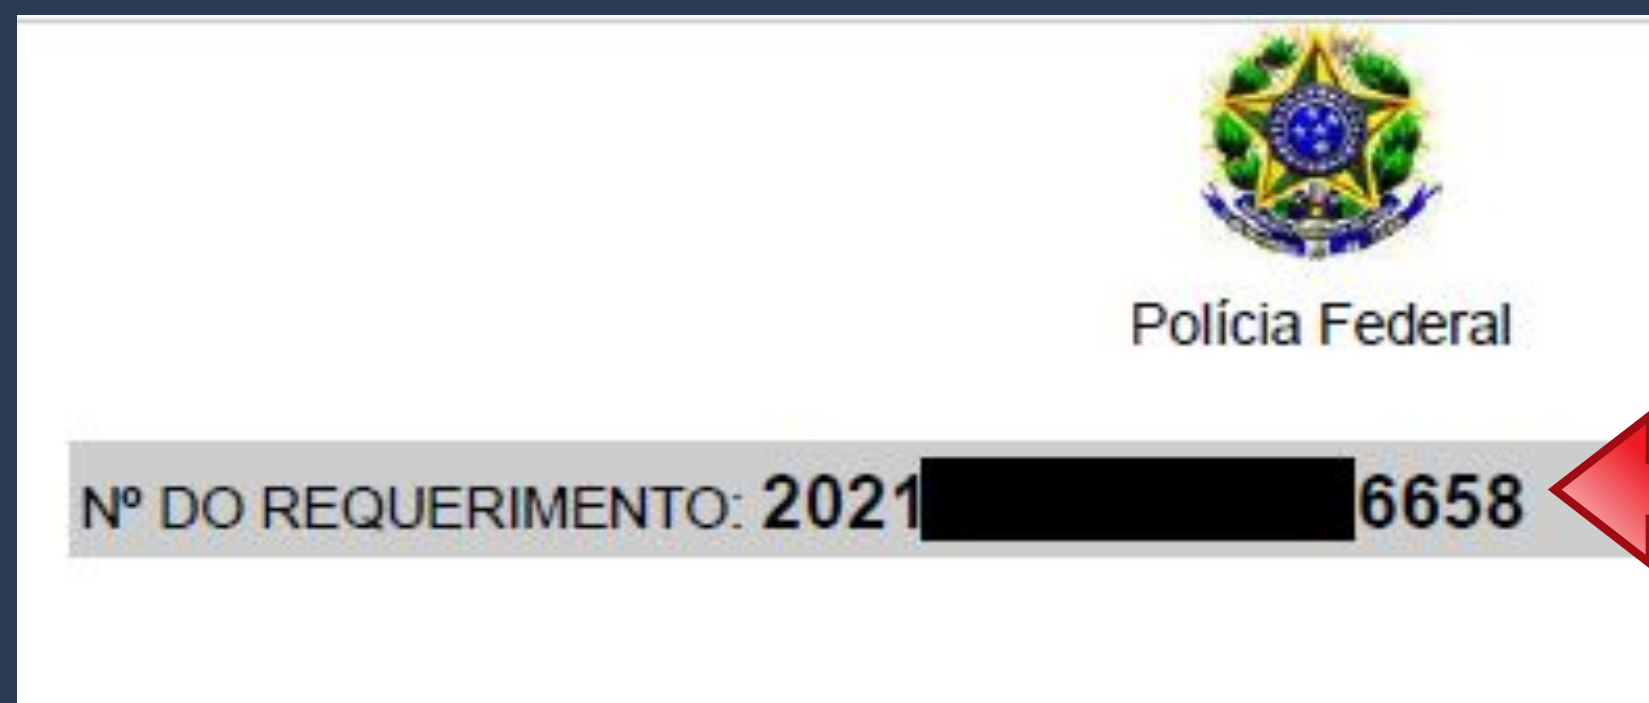 Polícia Federal
Nº DO REQUERIMENTO: 2021 6658